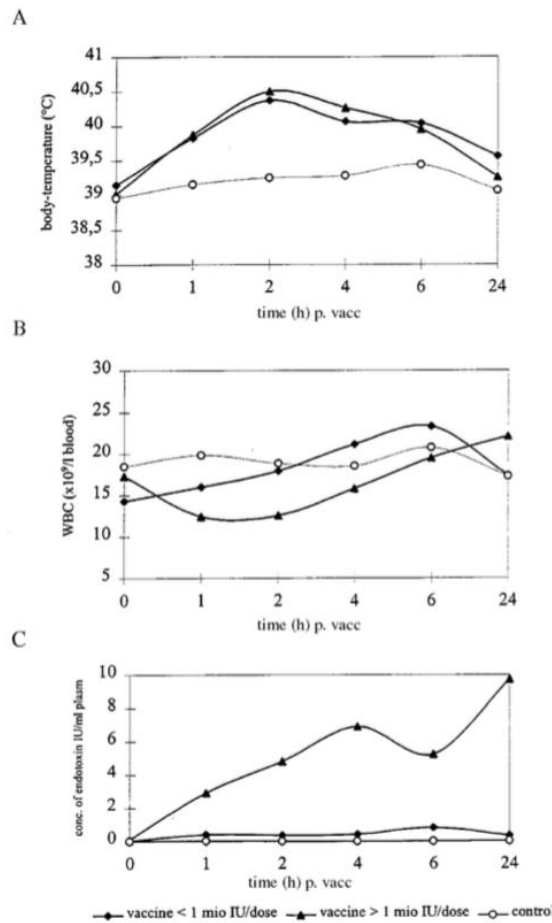 A
41
40,5
40
39,5
39
38,5
38
body-temperature (°C)
0 1 2 4 6 24
time (h) p. vacc
B
30
25
20
15
10
5
WBC (x10⁹/l blood)
0 1 2 4 6 24
time (h) p. vacc
C
10
8
6
4
2
0
conc. of endotoxin IU/ml plasm
0 1 2 4 6 24
time (h) p. vacc
vaccine < 1 mio IU/dose vaccine > 1 mio IU/dose control